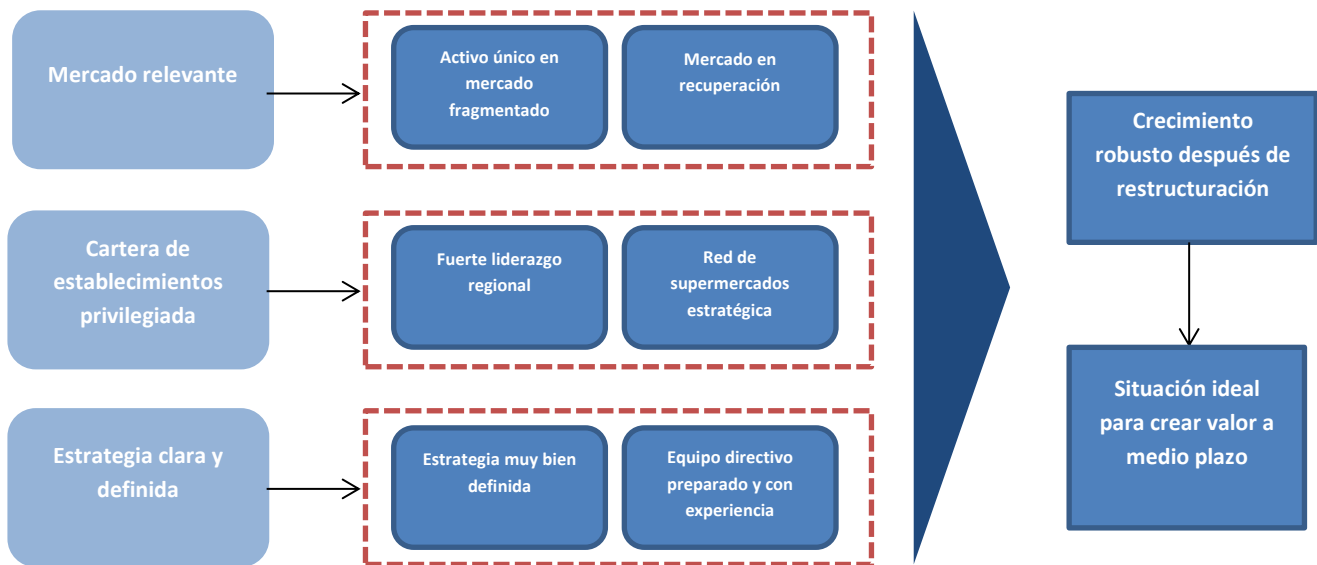 Mercado relevante
Activo único en
mercado
fragmentado
Mercado en
recuperación
Cartera de
establecimientos
privilegiada
Fuerte liderazgo
regional
Red de
supermercados
estratégica
Estrategia clara y
definida
Estrategia muy bien
definida
Equipo directivo
preparado y con
experiencia
Crecimiento
robusto después de
restructuración
Situación ideal
para crear valor a
medio plazo